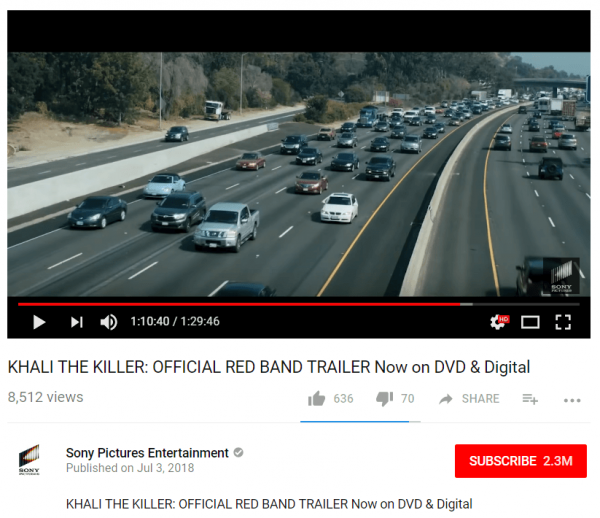 SONY
PICTURES
1:10:40 / 1:29:46
HD
KHALI THE KILLER: OFFICIAL RED BAND TRAILER Now on DVD & Digital
8,512 views
636
70
SHARE
SONY
Sony Pictures Entertainment
Published on Jul 3, 2018
SUBSCRIBE 2.3M
KHALI THE KILLER: OFFICIAL RED BAND TRAILER Now on DVD & Digital